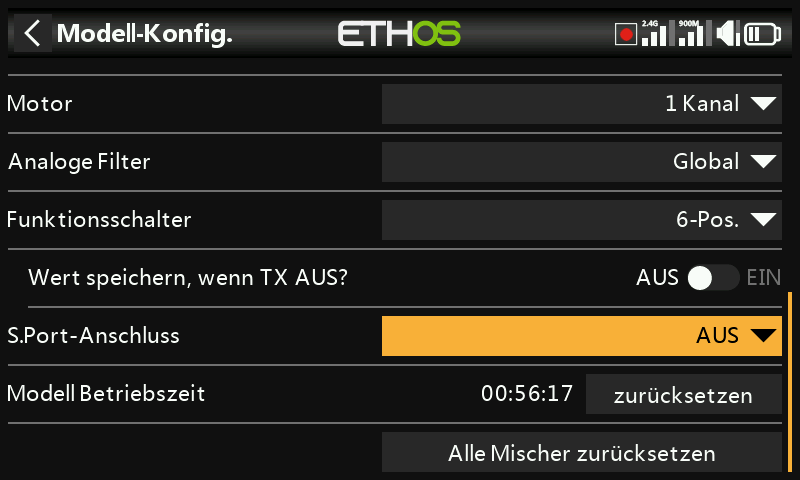 Modell-Konfig. ETHOS 2.4G 900M
Motor 1 Kanal
Analoge Filter Global
Funktionsschalter 6-Pos.
Wert speichern, wenn TX AUS? AUS EIN
S.Port-Anschluss AUS
Modell Betriebszeit 00:56:17 zurücksetzen
Alle Mischer zurücksetzen